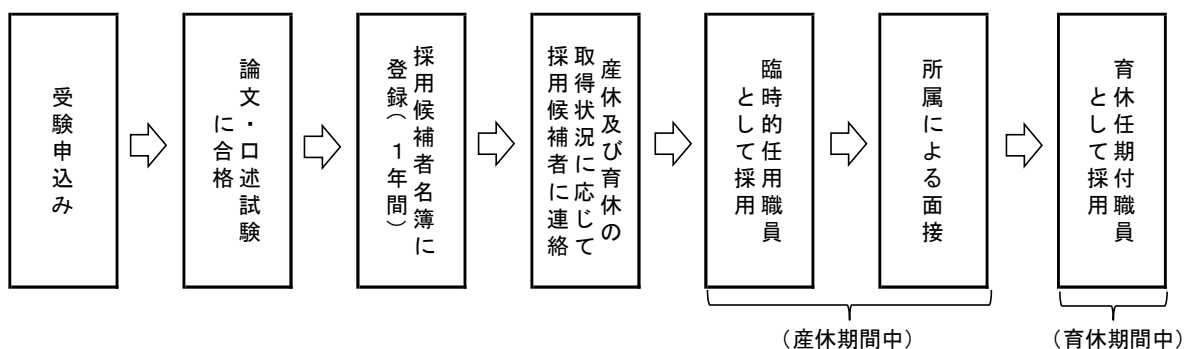 受験申込み
論文・口述試験
に合格
採用候補者名簿に
登録（１年間）
産休及び育休の
取得状況に応じて
採用候補者に連絡
臨時的任用職員
として採用
所属による面接
育休任期付職員
として採用
（産休期間中）
（育休期間中）